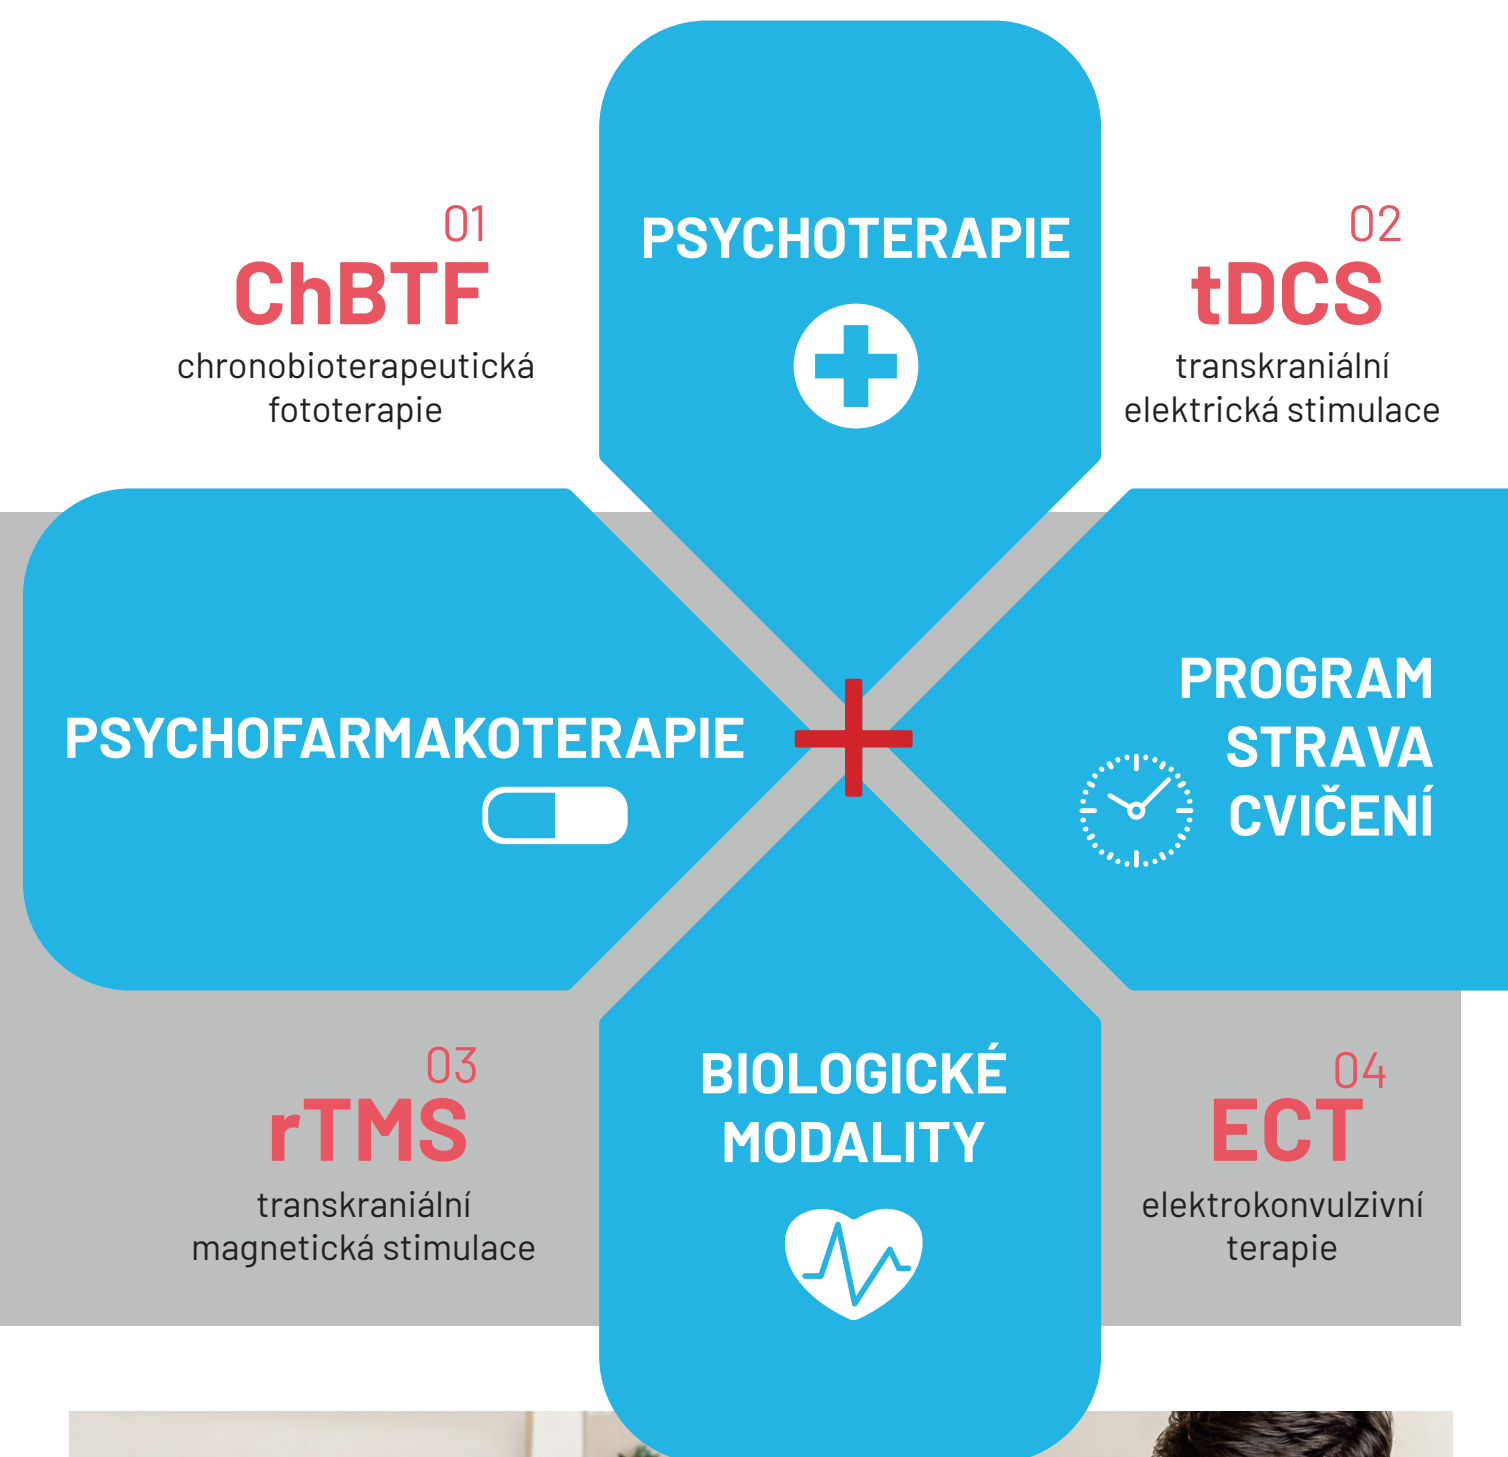 PSYCHOTERAPIE
01
ChBTF
chronobioterapeutická
fototerapie
02
tDCS
transkraniální
elektrická stimulace
PSYCHOFARMAKOTERAPIE
PROGRAM
STRAVA
CVIČENÍ
03
rTMS
transkraniální
magnetická stimulace
BIOLOGICKÉ
MODALITY
04
ECT
elektrokonvulzivní
terapie